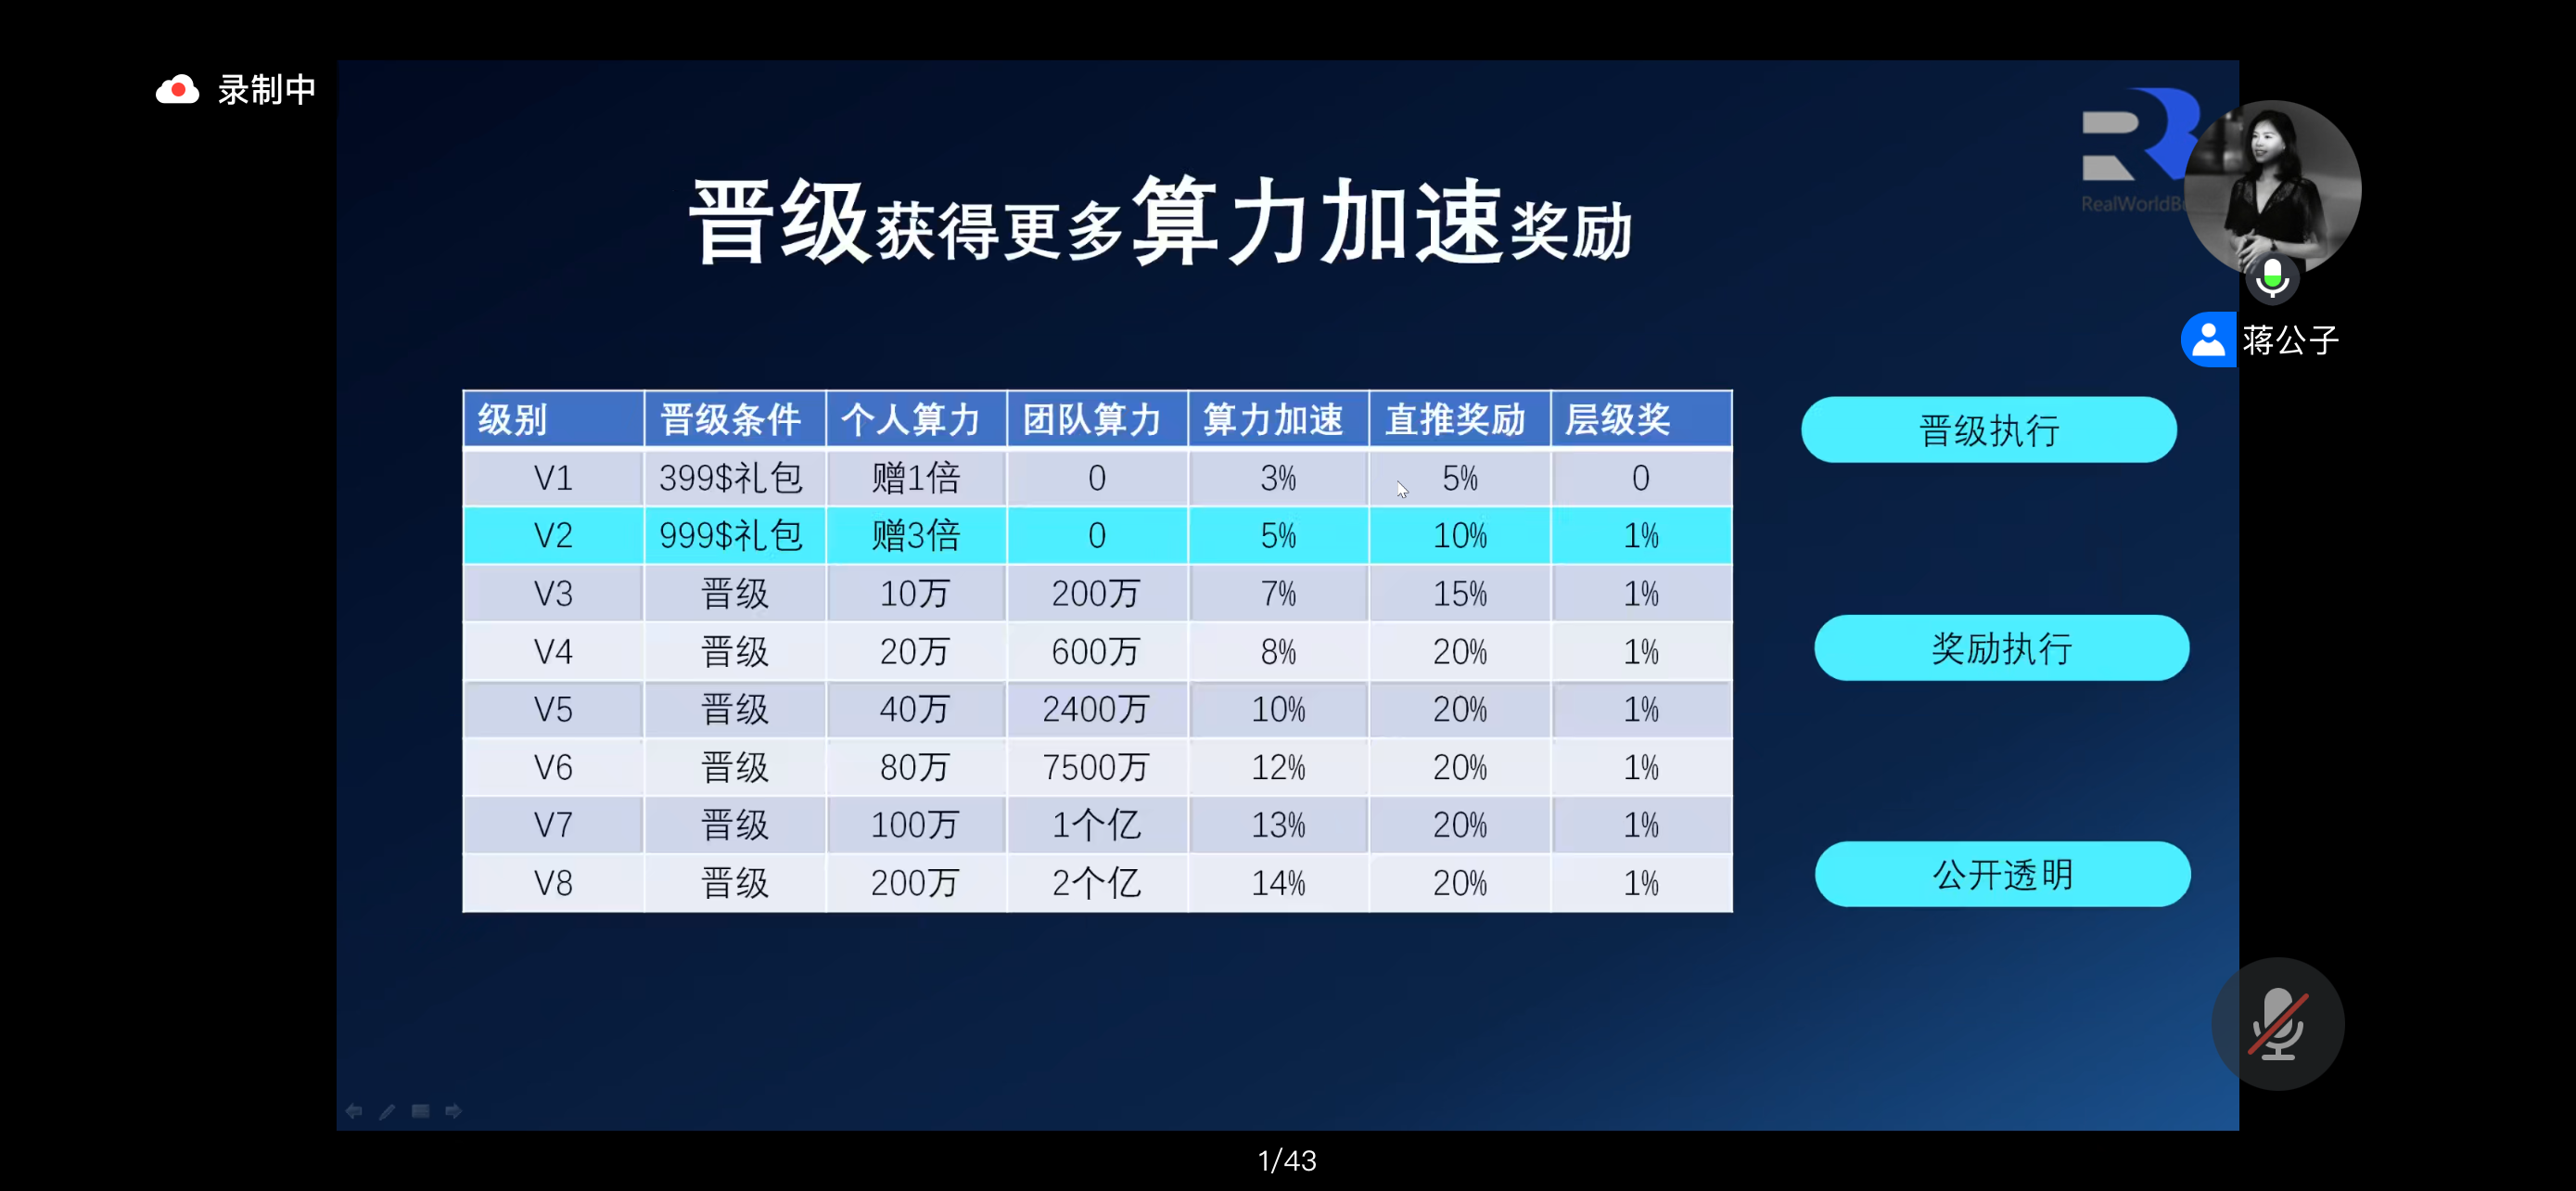 录制中
RealWorldB
晋级获得更多算力加速奖励
蒋公子
级别 晋级条件 个人算力 团队算力 算力加速 直推奖励 层级奖
V1 399$礼包 赠1倍 0 3% 5% 0
V2 999$礼包 赠3倍 0 5% 10% 1%
V3 晋级 10万 200万 7% 15% 1%
V4 晋级 20万 600万 8% 20% 1%
V5 晋级 40万 2400万 10% 20% 1%
V6 晋级 80万 7500万 12% 20% 1%
V7 晋级 100万 1个亿 13% 20% 1%
V8 晋级 200万 2个亿 14% 20% 1%
晋级执行
奖励执行
公开透明
1/43